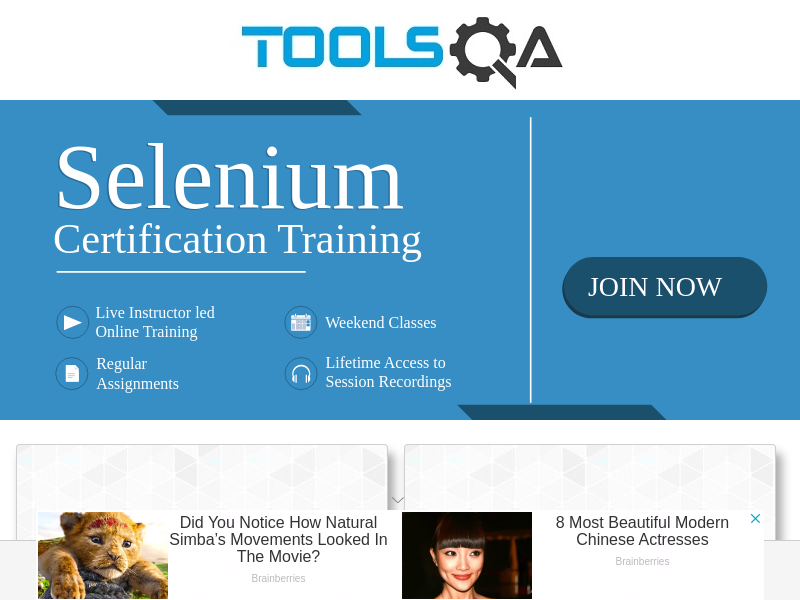 TOOLSQA
Selenium
Certification Training
Live Instructor led
Online Training
Weekend Classes
Regular
Assignments
Lifetime Access to
Session Recordings
JOIN NOW
Did You Notice How Natural
Simba's Movements Looked In
The Movie?
Brainberries
8 Most Beautiful Modern
Chinese Actresses
Brainberries